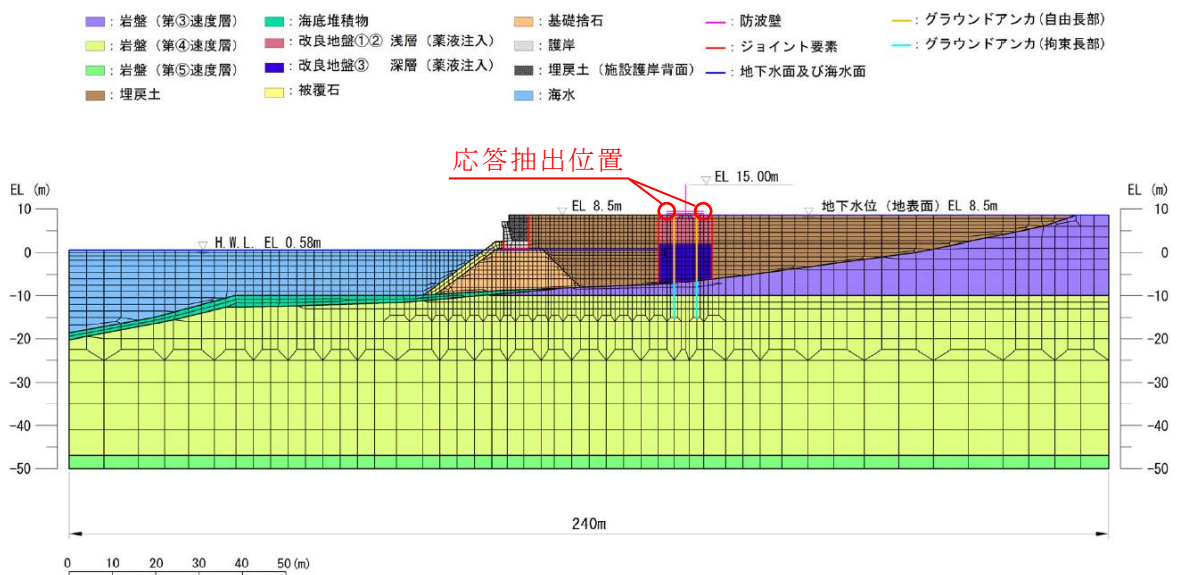 ：岩盤（第③速度層）
：岩盤（第④速度層）
：岩盤（第⑤速度層）
：埋戻土
：海底堆積物
：改良地盤①② 浅層（薬液注入）
：改良地盤③　深層（薬液注入）
：被覆石
：基礎捨石
：護岸
：埋戻土（施設護岸背面）
：海水
：防波壁
：ジョイント要素
：地下水面及び海水面
：グラウンドアンカ(自由長部)
：グラウンドアンカ(拘束長部)
応答抽出位置
EL 15.00m
EL (m)
EL (m)
EL 8.5m
地下水位（地表面）EL 8.5m
H.W.L. EL 0.58m
10
0
-10
-20
-30
-40
-50
10
0
-10
-20
-30
-40
-50
240m
0 10 20 30 40 50(m)